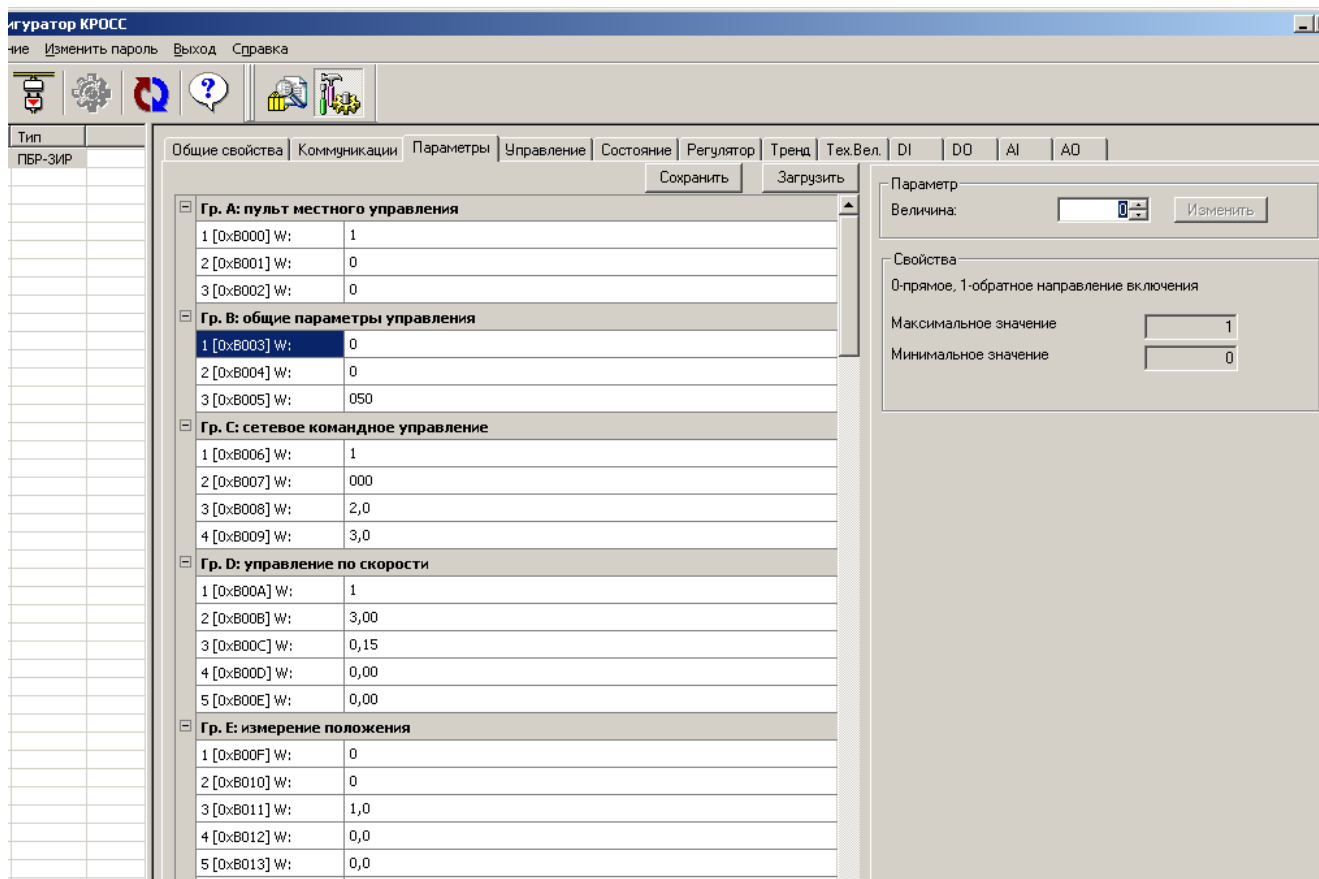 игуратор КРОСС
ние Изменить пароль Выход Справка
Тип
ПБР-ЗИР
Общие свойства Коммуникации Параметры Управление Состояние Регулятор Тренд Тех.Вел. DI DO AI AO
Сохранить Загрузить
Гр. A: пульт местного управления
1 [0xB000] W: 1
2 [0xB001] W: 0
3 [0xB002] W: 0
Гр. B: общие параметры управления
1 [0xB003] W: 0
2 [0xB004] W: 0
3 [0xB005] W: 050
Гр. C: сетевое командное управление
1 [0xB006] W: 1
2 [0xB007] W: 000
3 [0xB008] W: 2,0
4 [0xB009] W: 3,0
Гр. D: управление по скорости
1 [0xB00A] W: 1
2 [0xB00B] W: 3,00
3 [0xB00C] W: 0,15
4 [0xB00D] W: 0,00
5 [0xB00E] W: 0,00
Гр. E: измерение положения
1 [0xB00F] W: 0
2 [0xB010] W: 0
3 [0xB011] W: 1,0
4 [0xB012] W: 0,0
5 [0xB013] W: 0,0
Параметр
Величина: 0 Изменить
Свойства
0-прямое, 1-обратное направление включения
Максимальное значение 1
Минимальное значение 0